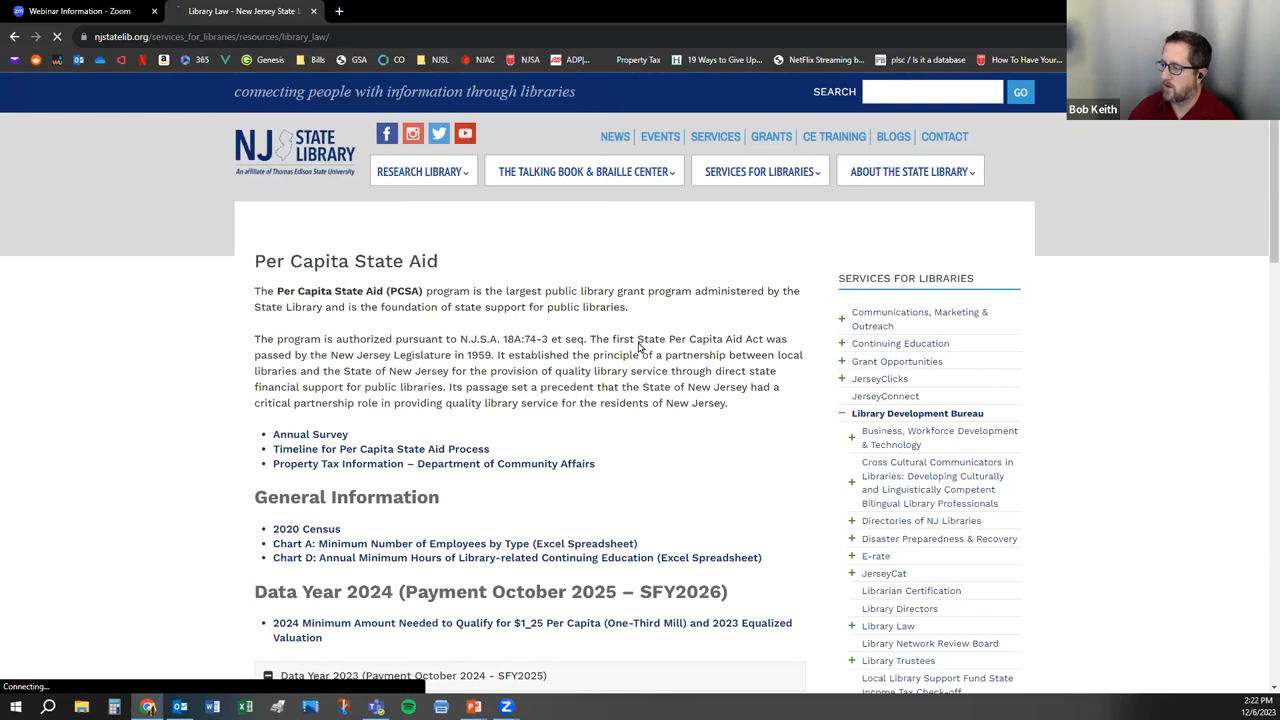 Webinar Information - Zoom
Library Law - New Jersey State L
njstatelib.org/services_for_libraries/resources/library_law/
365
Genesis
Bills
GSA
CO
NJSL
NJAC
NJSA
ADP|...
Property Tax
19 Ways to Give Up...
NetFlix Streaming b...
plsc / Is it a database
How To Have Your...
Bob Keith
connecting people with information through libraries
SEARCH
GO
NJ STATE LIBRARY
An affiliate of Thomas Edison State University
NEWS EVENTS SERVICES GRANTS CE TRAINING BLOGS CONTACT
RESEARCH LIBRARY
THE TALKING BOOK & BRAILLE CENTER
SERVICES FOR LIBRARIES
ABOUT THE STATE LIBRARY
Per Capita State Aid
The Per Capita State Aid (PCSA) program is the largest public library grant program administered by the
State Library and is the foundation of state support for public libraries.
The program is authorized pursuant to N.J.S.A. 18A:74-3 et seq. The first State Per Capita Aid Act was
passed by the New Jersey Legislature in 1959. It established the principle of a partnership between local
libraries and the State of New Jersey for the provision of quality library service through direct state
financial support for public libraries. Its passage set a precedent that the State of New Jersey had a
critical partnership role in providing quality library service for the residents of New Jersey.
• Annual Survey
• Timeline for Per Capita State Aid Process
• Property Tax Information – Department of Community Affairs
General Information
• 2020 Census
• Chart A: Minimum Number of Employees by Type (Excel Spreadsheet)
• Chart D: Annual Minimum Hours of Library-related Continuing Education (Excel Spreadsheet)
Data Year 2024 (Payment October 2025 – SFY2026)
• 2024 Minimum Amount Needed to Qualify for $1_25 Per Capita (One-Third Mill) and 2023 Equalized
Valuation
Data Year 2023 (Payment October 2024 - SFY2025)
SERVICES FOR LIBRARIES
Communications, Marketing &
Outreach
Continuing Education
Grant Opportunities
JerseyClicks
JerseyConnect
Library Development Bureau
Business, Workforce Development
& Technology
Cross Cultural Communicators in
Libraries: Developing Culturally
and Linguistically Competent
Bilingual Library Professionals
Directories of NJ Libraries
Disaster Preparedness & Recovery
E-rate
JerseyCat
Librarian Certification
Library Directors
Library Law
Library Network Review Board
Library Trustees
Local Library Support Fund State
Income Tax Check-off
Connecting...
2:22 PM
12/6/2023